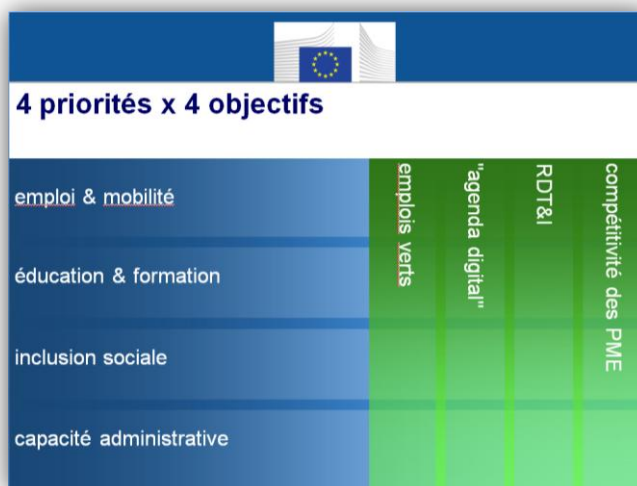 4 priorités x 4 objectifs
emploi & mobilité
éducation & formation
inclusion sociale
capacité administrative
emplois verts
"agenda digital"
RDT&I
compétitivité des PME